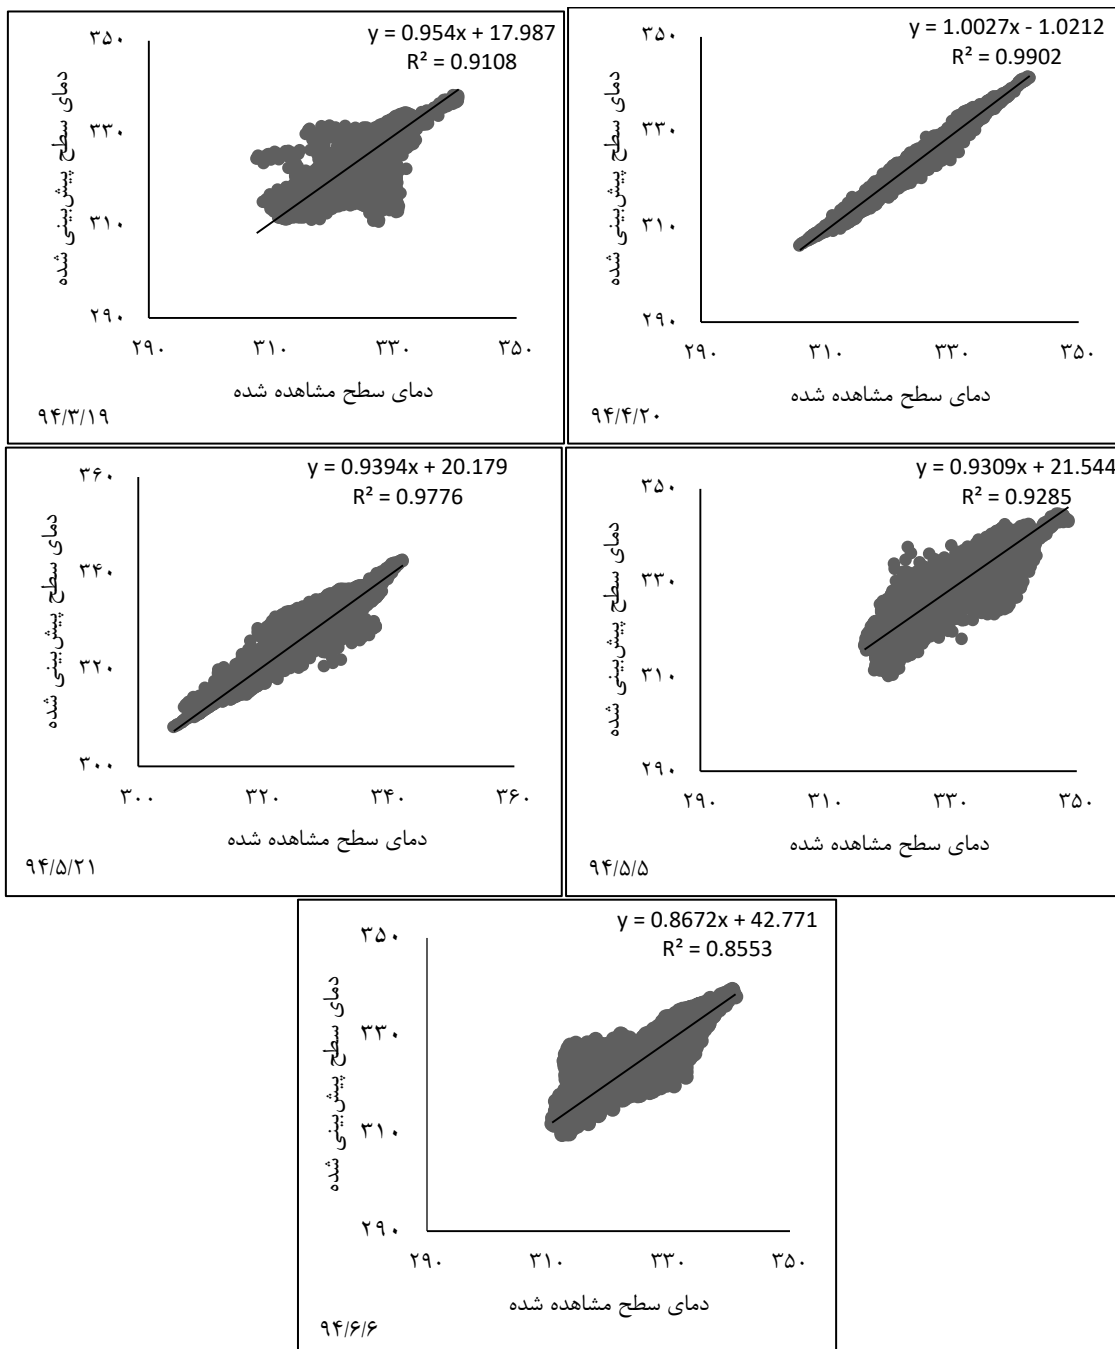 y = 0.954x + 17.987
R² = 0.9108
۳۵۰
۳۳۰
۳۱۰
۲۹۰
دمای سطح پیش‌بینی شده
۲۹۰ ۳۱۰ ۳۳۰ ۳۵۰
دمای سطح مشاهده شده
۹۴/۳/۱۹
y = 1.0027x - 1.0212
R² = 0.9902
۳۵۰
۳۳۰
۳۱۰
۲۹۰
دمای سطح پیش‌بینی شده
۲۹۰ ۳۱۰ ۳۳۰ ۳۵۰
دمای سطح مشاهده شده
۹۴/۴/۲۰
y = 0.9394x + 20.179
R² = 0.9776
۳۶۰
۳۴۰
۳۲۰
۳۰۰
دمای سطح پیش‌بینی شده
۳۰۰ ۳۲۰ ۳۴۰ ۳۶۰
دمای سطح مشاهده شده
۹۴/۵/۲۱
y = 0.9309x + 21.544
R² = 0.9285
۳۵۰
۳۳۰
۳۱۰
۲۹۰
دمای سطح پیش‌بینی شده
۲۹۰ ۳۱۰ ۳۳۰ ۳۵۰
دمای سطح مشاهده شده
۹۴/۵/۵
y = 0.8672x + 42.771
R² = 0.8553
۳۵۰
۳۳۰
۳۱۰
۲۹۰
دمای سطح پیش‌بینی شده
۲۹۰ ۳۱۰ ۳۳۰ ۳۵۰
دمای سطح مشاهده شده
۹۴/۶/۶